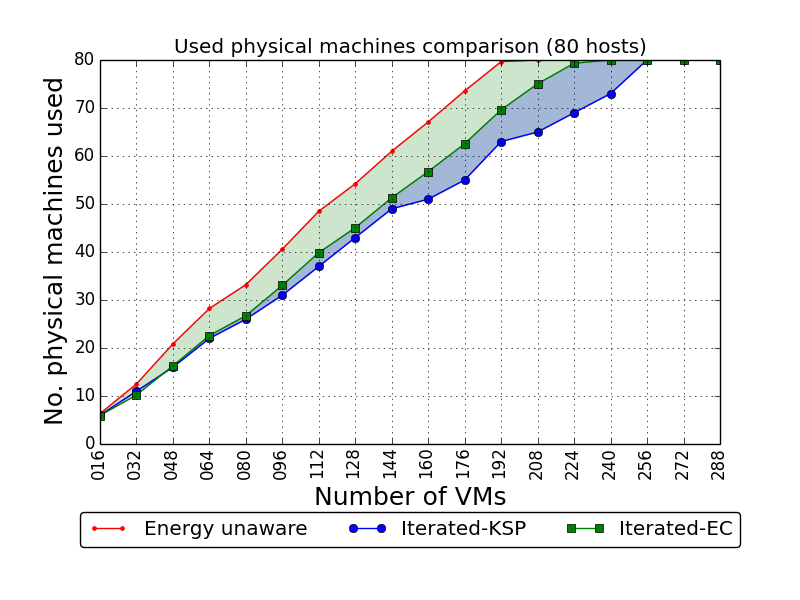 Used physical machines comparison (80 hosts)
No. physical machines used
80
70
60
50
40
30
20
10
0
016 032 048 064 080 096 112 128 144 160 176 192 208 224 240 256 272 288
Number of VMs
Energy unaware Iterated-KSP Iterated-EC